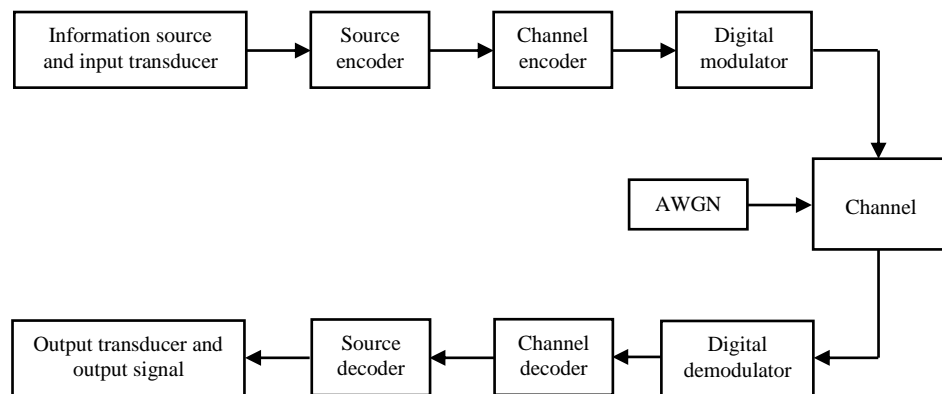 Information source
and input transducer
Source
encoder
Channel
encoder
Digital
modulator
AWGN
Channel
Output transducer and
output signal
Source
decoder
Channel
decoder
Digital
demodulator